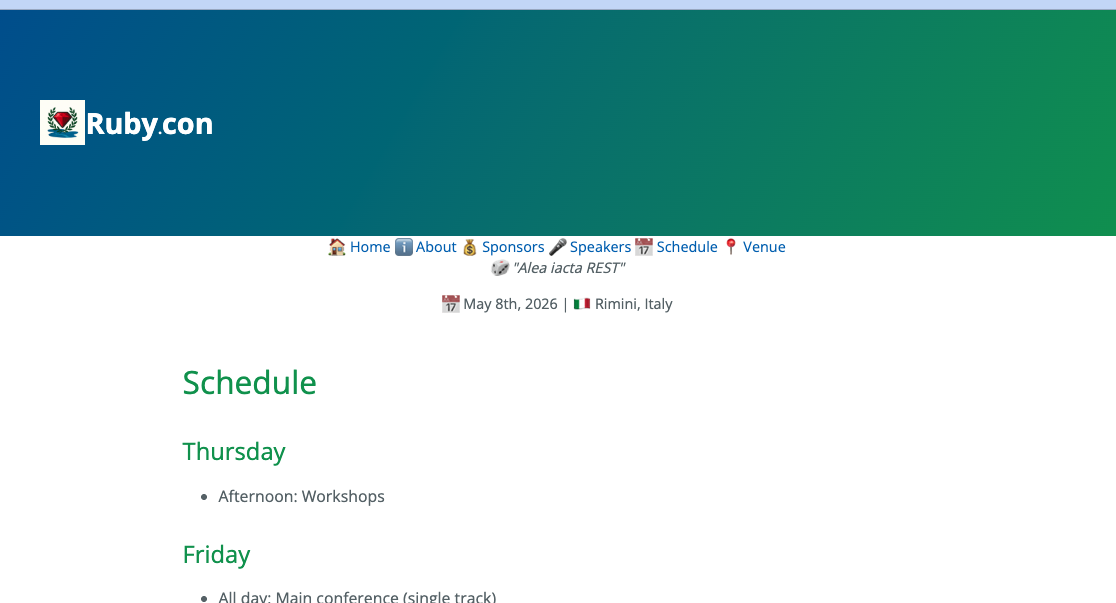 Ruby.con
Home About Sponsors Speakers Schedule Venue
"Alea iacta REST"
May 8th, 2026 | Rimini, Italy
Schedule
Thursday
Afternoon: Workshops
Friday
All day: Main conference (single track)